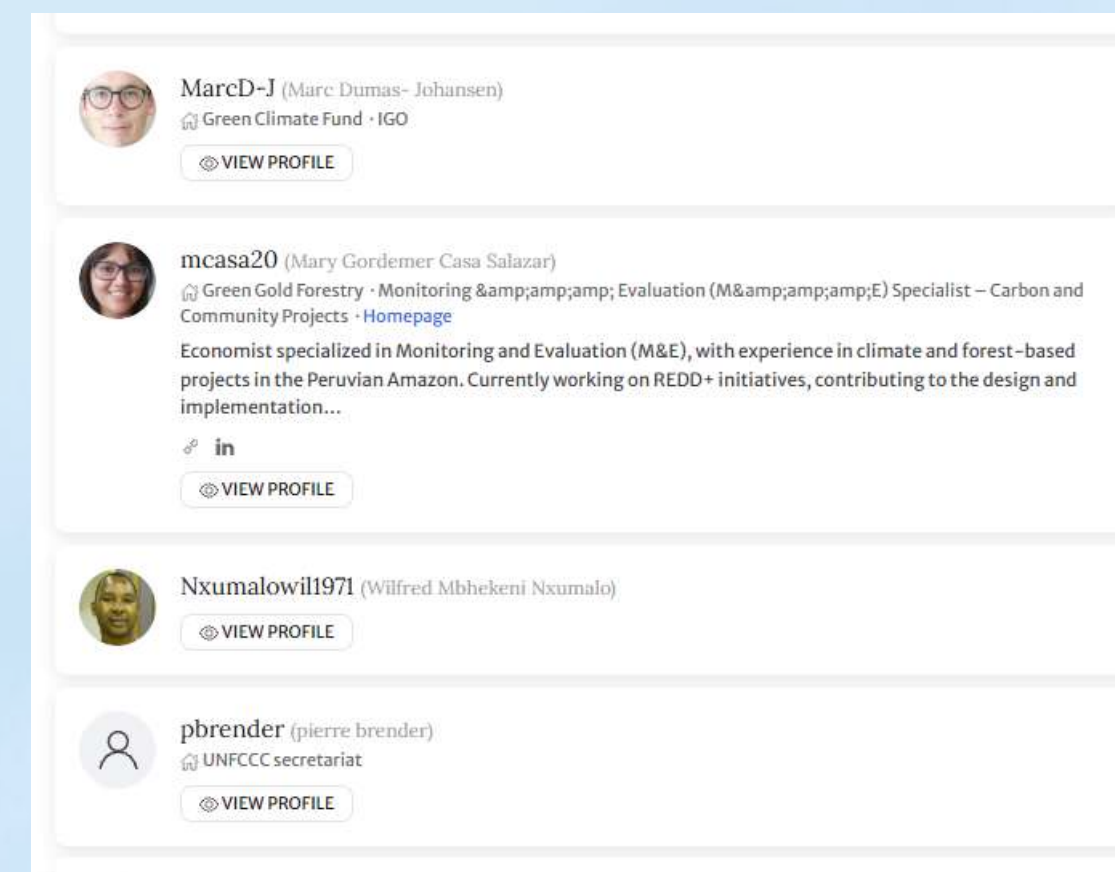 MarcD-J (Marc Dumas- Johansen)
Green Climate Fund · IGO
VIEW PROFILE
mcasa20 (Mary Gordemer Casa Salazar)
Green Gold Forestry · Monitoring &amp;amp;amp; Evaluation (M&amp;amp;amp;E) Specialist – Carbon and
Community Projects · Homepage
Economist specialized in Monitoring and Evaluation (M&E), with experience in climate and forest-based
projects in the Peruvian Amazon. Currently working on REDD+ initiatives, contributing to the design and
implementation...
in
VIEW PROFILE
Nxumalowil1971 (Wilfred Mbhekeni Nxumalo)
VIEW PROFILE
pbrender (pierre brender)
UNFCCC secretariat
VIEW PROFILE